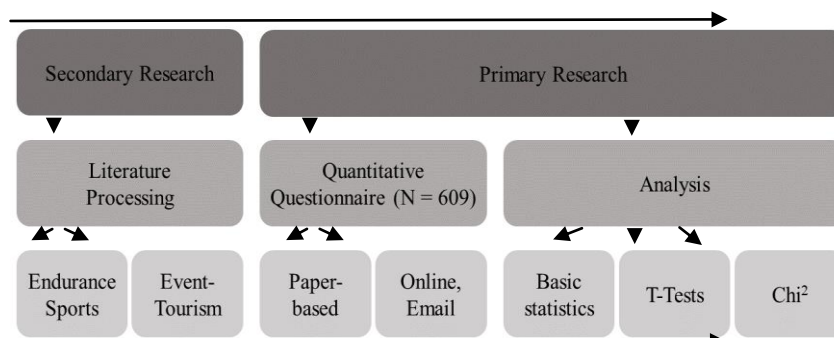 Secondary Research
Primary Research
Literature
Processing
Quantitative
Questionnaire (N = 609)
Analysis
Endurance
Sports
Event-
Tourism
Paper-
based
Online,
Email
Basic
statistics
T-Tests
Chi²